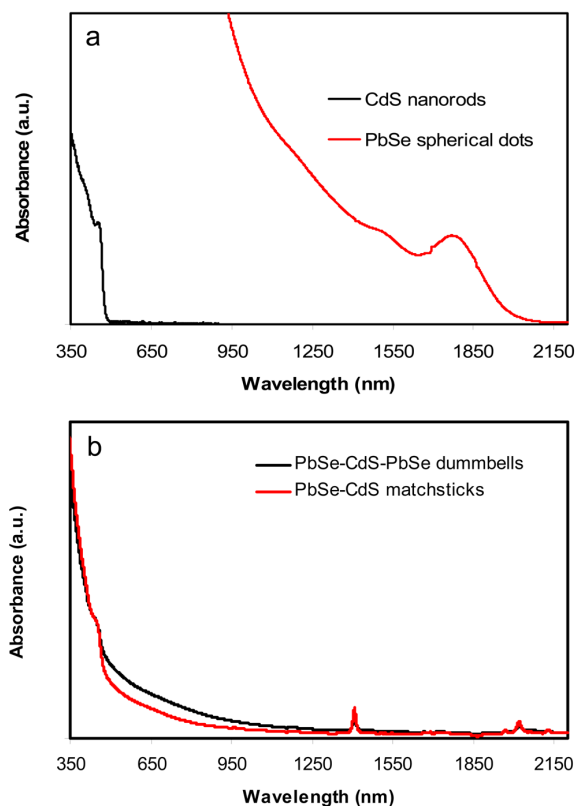 a
CdS nanorods
PbSe spherical dots
Absorbance (a.u.)
350 650 950 1250 1550 1850 2150
Wavelength (nm)
b
PbSe-CdS-PbSe dummbells
PbSe-CdS matchsticks
Absorbance (a.u.)
350 650 950 1250 1550 1850 2150
Wavelength (nm)